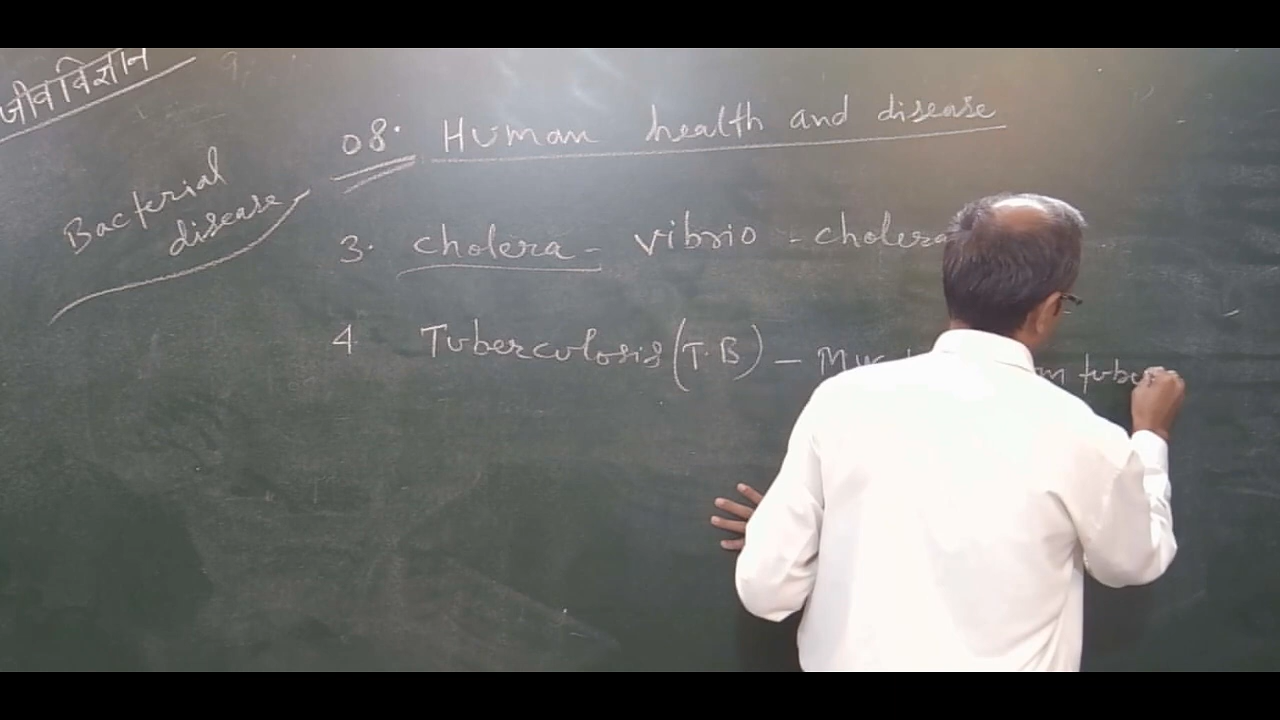 जीवविज्ञान
08. Human health and disease
Bacterial
disease
3. cholera - vibrio - cholera
4 Tuberculosis (T.B) -